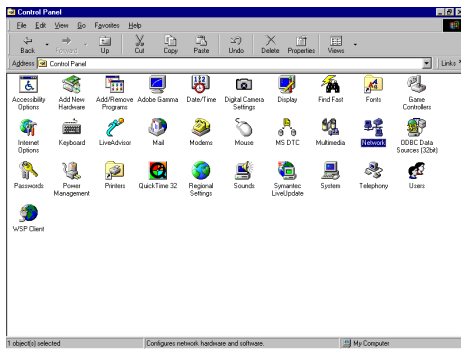 Control Panel
File Edit View Go Favorites Help
Back Forward Up Cut Copy Paste Undo Delete Properties Views
Address Control Panel Links
Accessibility Options
Add New Hardware
Add/Remove Programs
Adobe Gamma
Date/Time
Digital Camera Settings
Display
Find Fast
Fonts
Game Controllers
Internet Options
Keyboard
LiveAdvisor
Mail
Modems
Mouse
MS DTC
Multimedia
Network
ODBC Data Sources (32bit)
Passwords
Power Management
Printers
QuickTime 32
Regional Settings
Sounds
Symantec LiveUpdate
System
Telephony
Users
WSP Client
1 object(s) selected Configures network hardware and software. My Computer